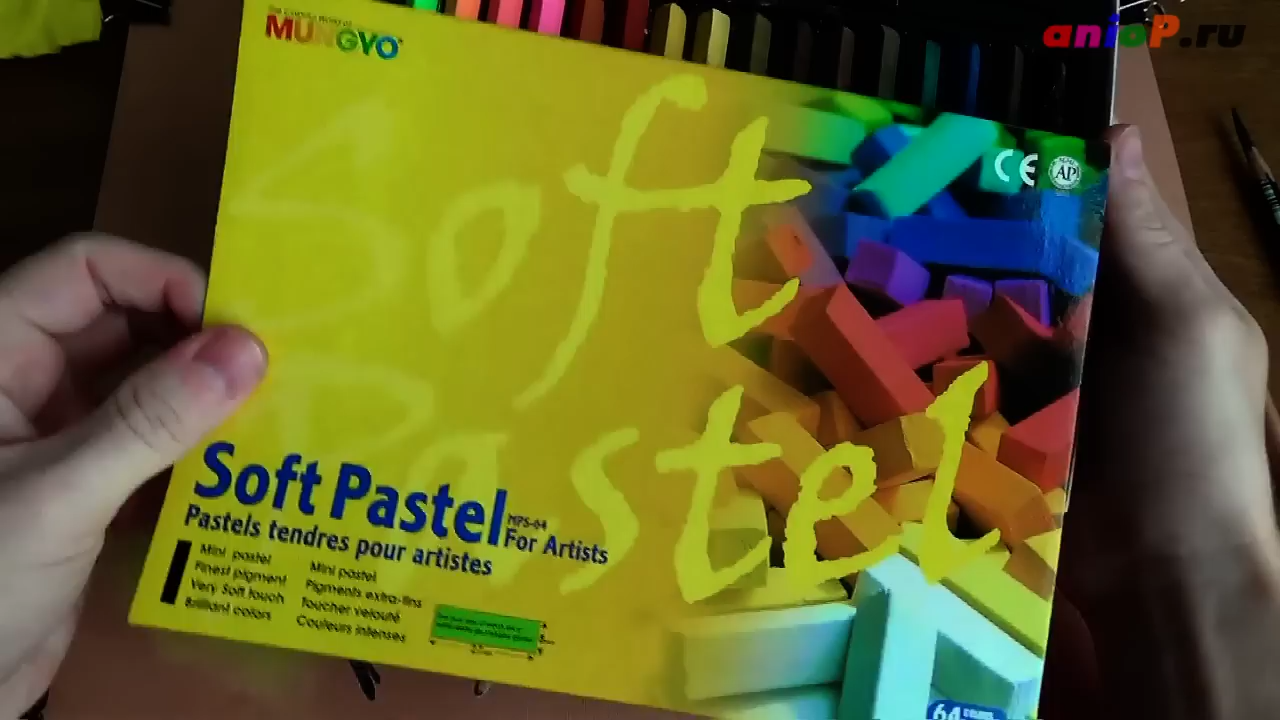 MUNGYO
anioP.ru
Soft
CE
AP
Pastel
Soft Pastel
MPS-64
For Artists
Pastels tendres pour artistes
Mini pastel
Finest pigment
Very Soft touch
Brilliant colors
Mini pastel
Pigments extra-fins
Toucher velouté
Couleurs intenses
64